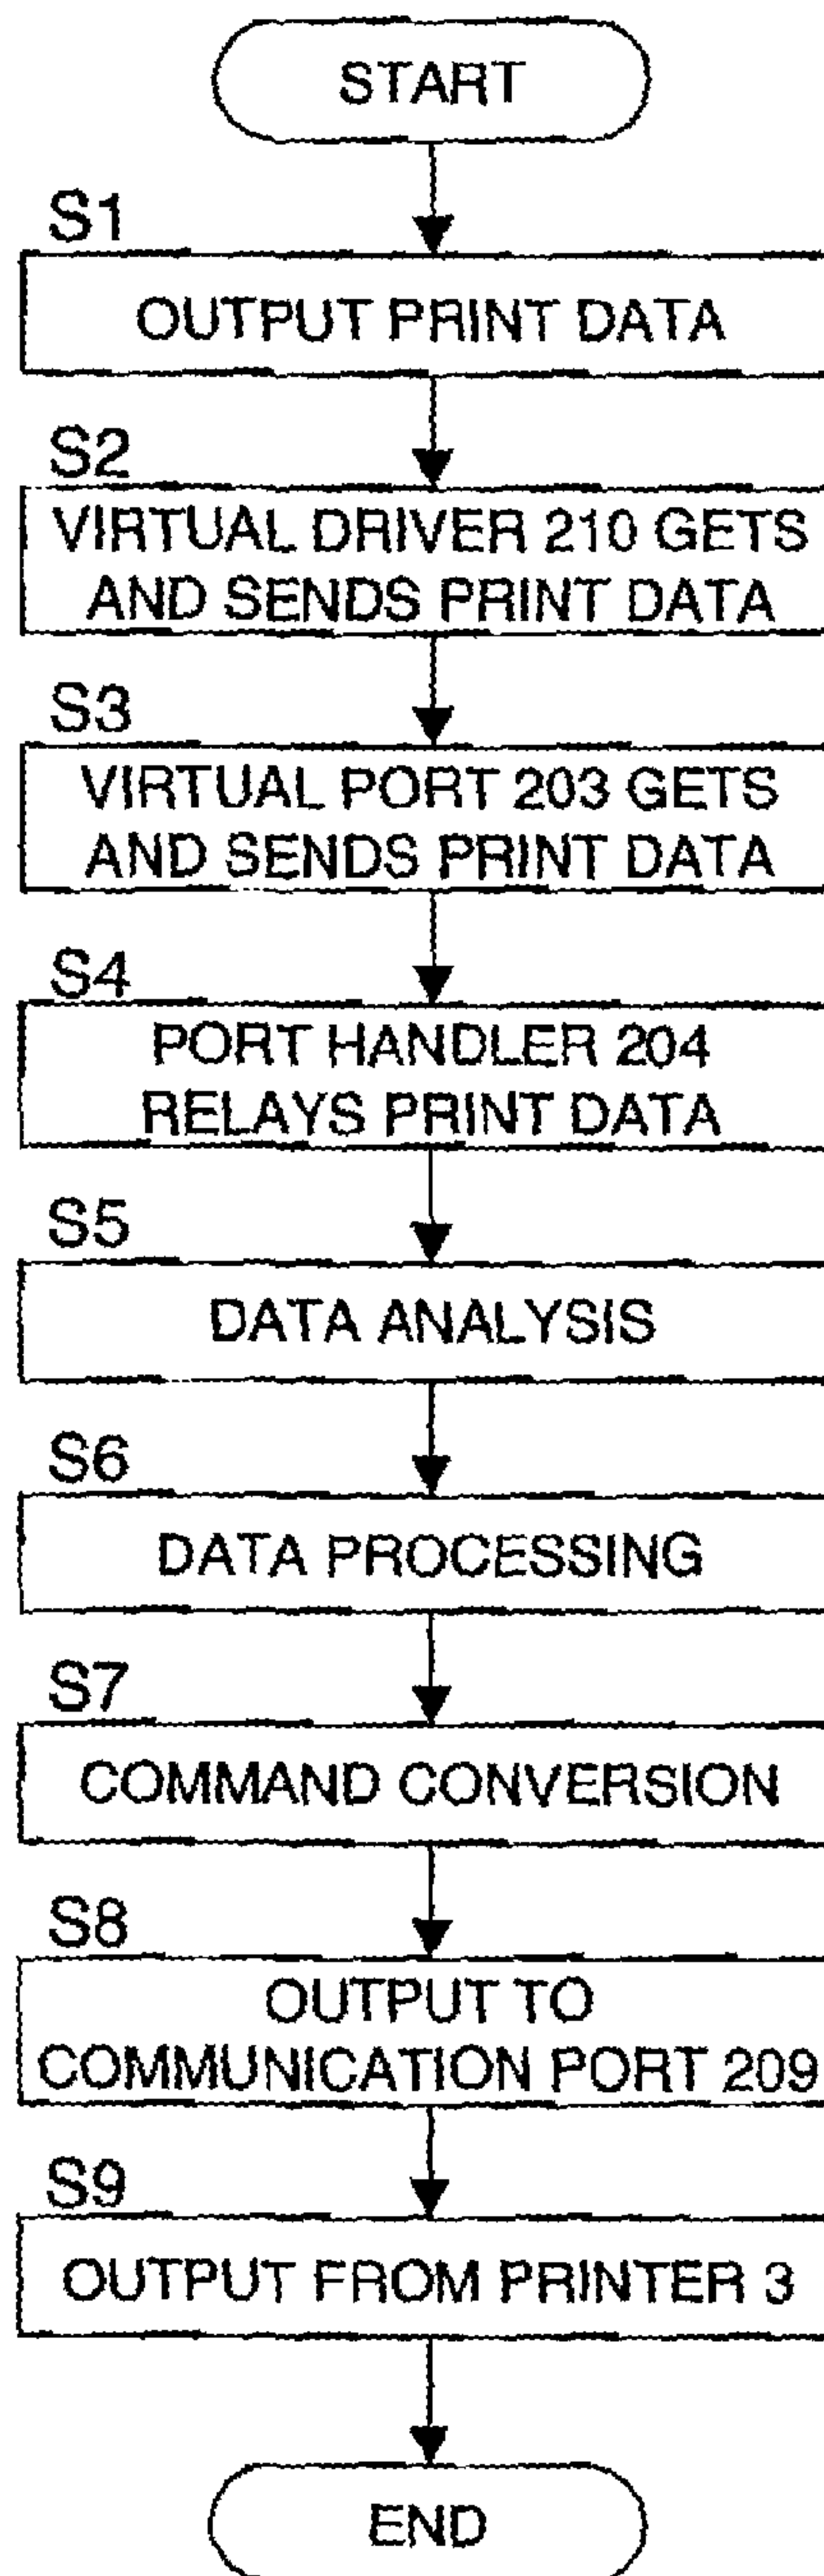 START
S1
OUTPUT PRINT DATA
S2
VIRTUAL DRIVER 210 GETS
AND SENDS PRINT DATA
S3
VIRTUAL PORT 203 GETS
AND SENDS PRINT DATA
S4
PORT HANDLER 204
RELAYS PRINT DATA
S5
DATA ANALYSIS
S6
DATA PROCESSING
S7
COMMAND CONVERSION
S8
OUTPUT TO
COMMUNICATION PORT 209
S9
OUTPUT FROM PRINTER 3
END